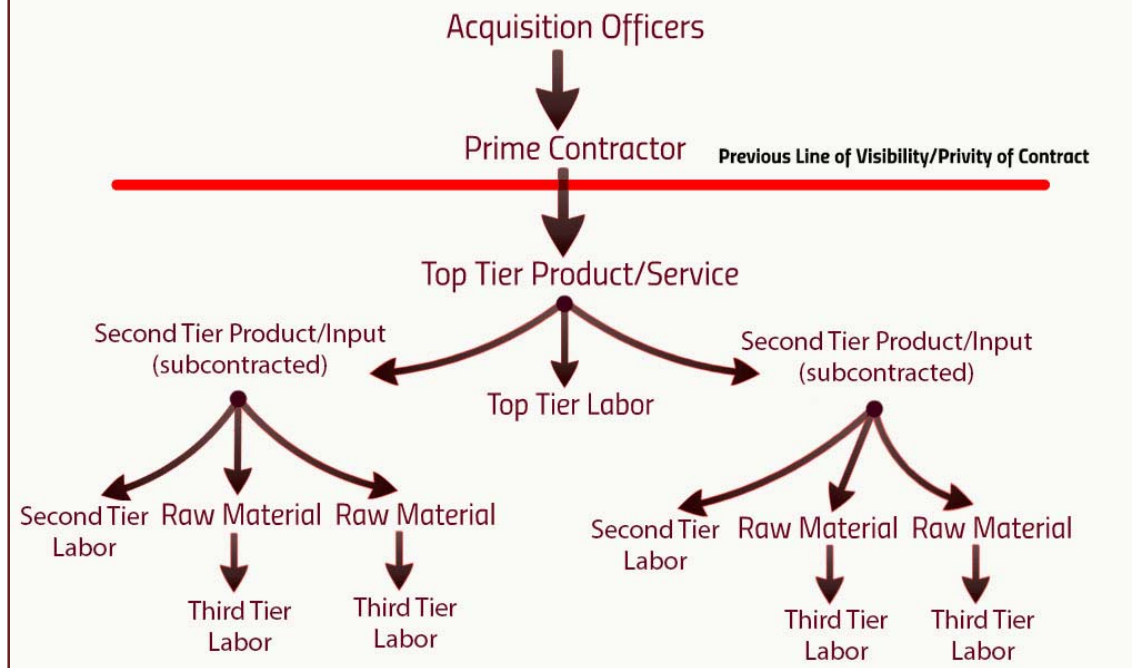 Acquisition Officers
Prime Contractor
Previous Line of Visibility/Privity of Contract
Top Tier Product/Service
Second Tier Product/Input
(subcontracted)
Top Tier Labor
Second Tier Product/Input
(subcontracted)
Second Tier
Labor
Raw Material
Raw Material
Second Tier
Labor
Raw Material
Raw Material
Third Tier
Labor
Third Tier
Labor
Third Tier
Labor
Third Tier
Labor